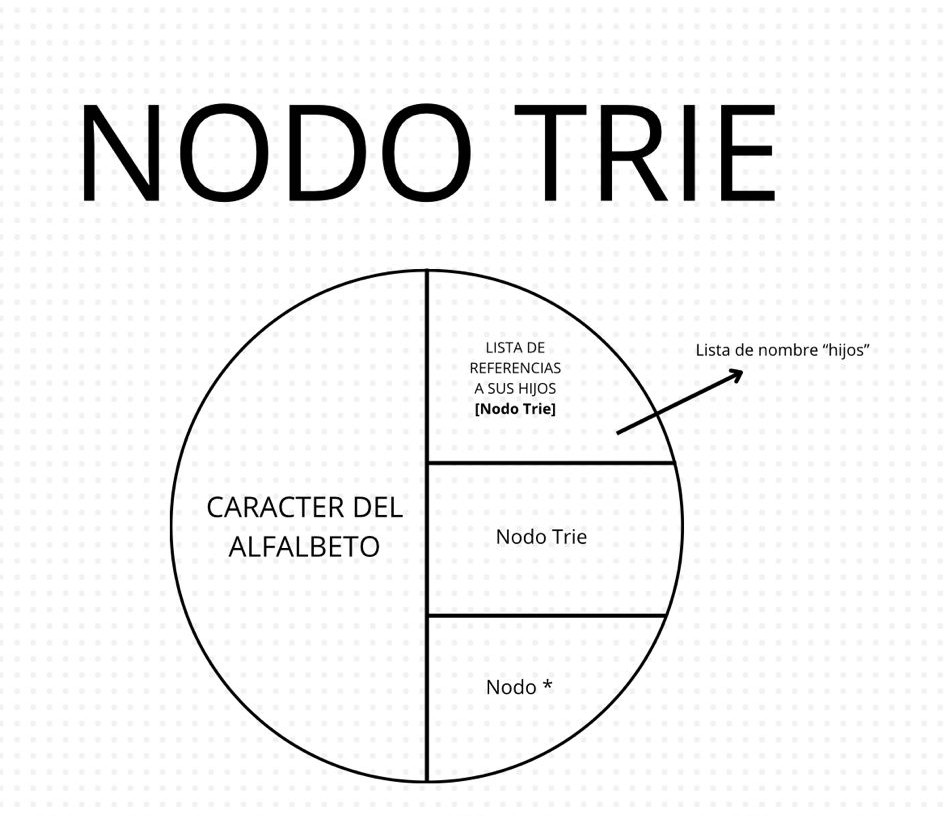 NODO TRIE
LISTA DE
REFERENCIAS
A SUS HIJOS
[Nodo Trie]
Lista de nombre “hijos”
CARACTER DEL
ALFALBETO
Nodo Trie
Nodo *